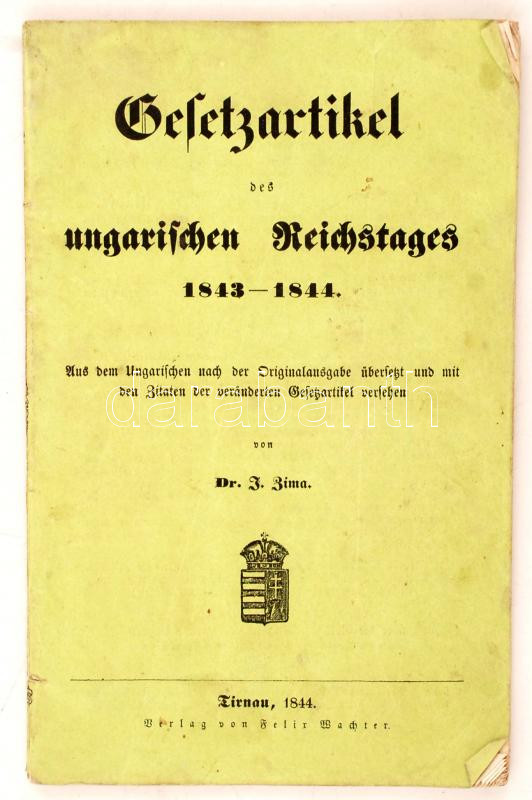 Gesetzartikel
des
ungarischen Reichstages
1843—1844.
Aus dem Ungarischen nach der Originalausgabe übersetzt und mit
den Zitaten der veränderten Gesetzartikel versehen
darabanth
von
Dr. J. Zima.
Tirnau, 1844.
Verlag von Felix Wachter.